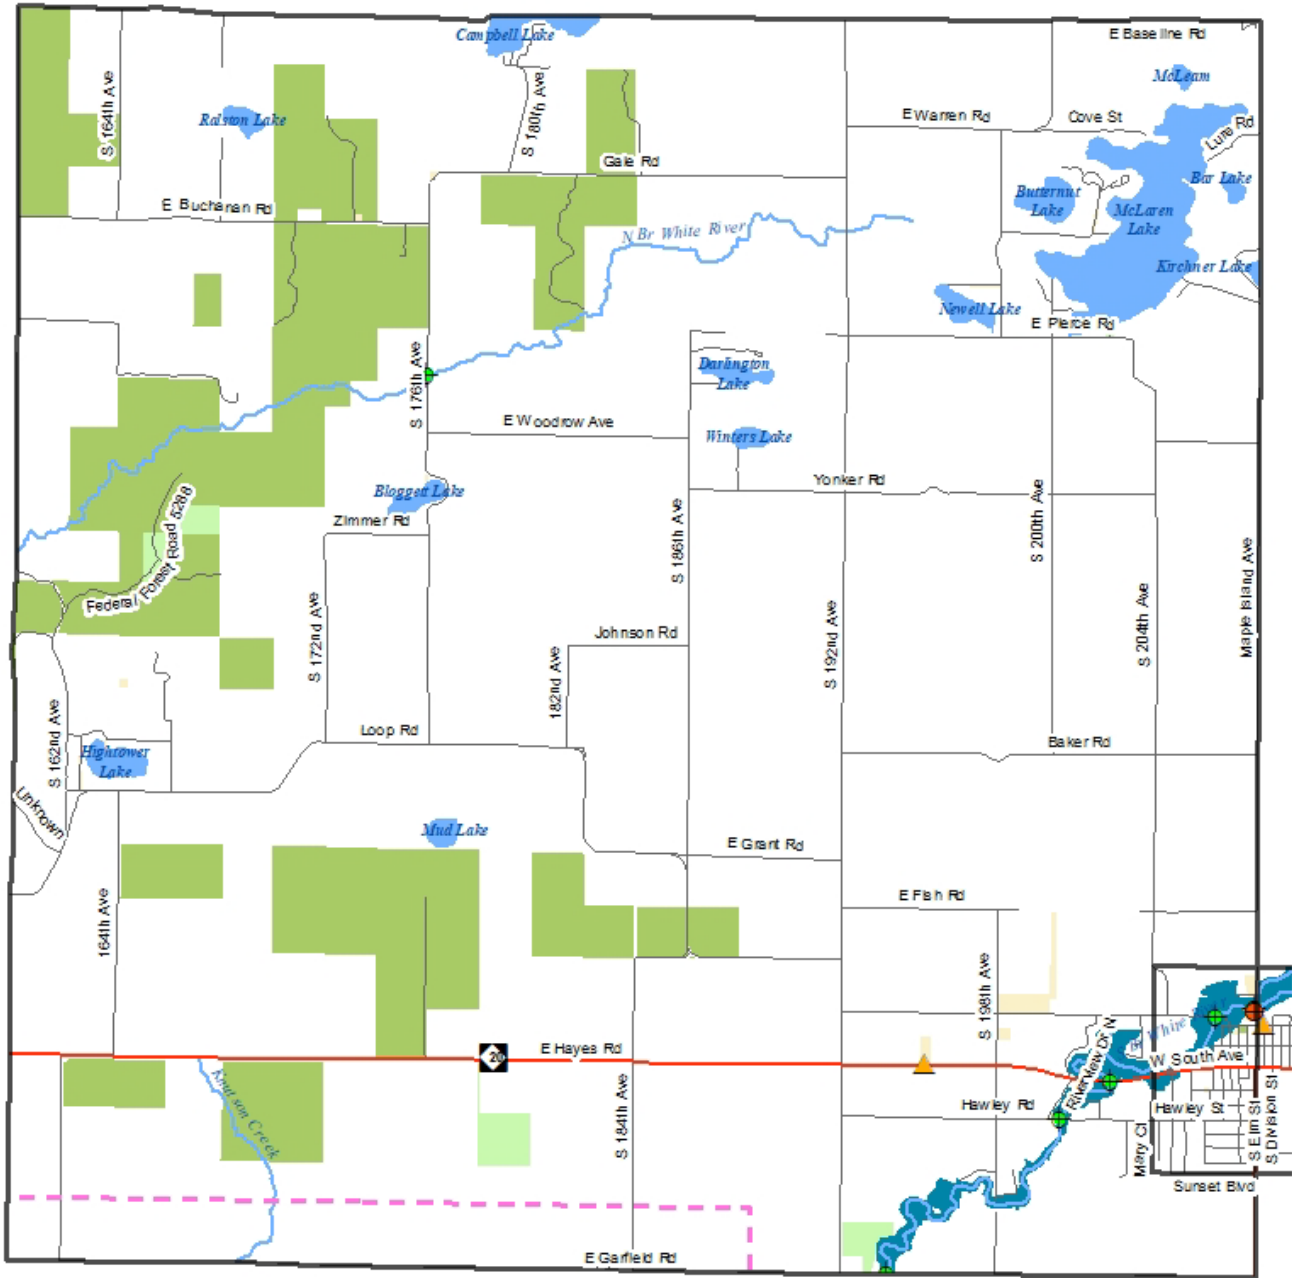 Campbell Lake
E Baseline Rd
McLeam
S 164th Ave
Ralston Lake
S 180th Ave
E Warren Rd
Cove St
Lure Rd
Gale Rd
Bar Lake
E Buchanan Rd
Butternut
Lake
McLaren
Lake
N Br White River
Kirchner Lake
Newell Lake
E Pierce Rd
S 176th Ave
Darlington
Lake
E Woodrow Ave
Winters Lake
Bloggett Lake
Yonker Rd
Zimmer Rd
S 186th Ave
S 200th Ave
Federal Forest Road 5288
Maple Island Ave
S 172nd Ave
Johnson Rd
S 192nd Ave
S 204th Ave
182nd Ave
S 162nd Ave
Loop Rd
Baker Rd
Hightower
Lake
Unknown
Mud Lake
E Grant Rd
164th Ave
E Fish Rd
S 198th Ave
White
20
E Hayes Rd
Riverview Dr N
W South Ave
Knutson Creek
S 184th Ave
Hawley Rd
Hawley St
Mary Ct
S Elm St
S Division St
Sunset Blvd
E Garfield Rd